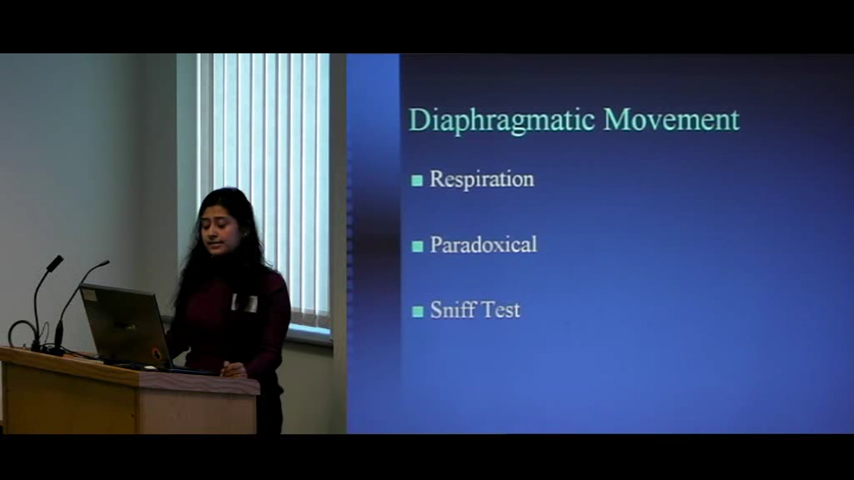 Diaphragmatic Movement
Respiration
Paradoxical
Sniff Test